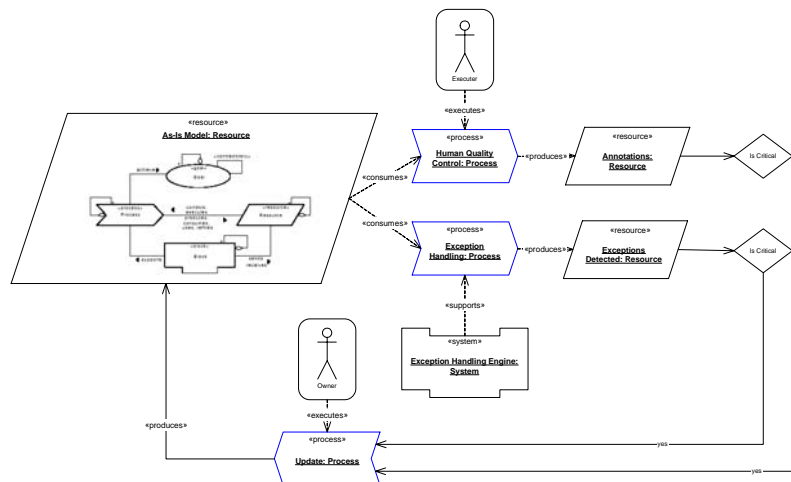 Executer
«executes»
«resource»
As-Is Model: Resource
«process»
Human Quality
Control: Process
«produces»
«resource»
Annotations:
Resource
Is Critical
«consumes»
«consumes»
«process»
Exception
Handling: Process
«produces»
«resource»
Exceptions
Detected: Resource
Is Critical
Process
Resource
«supports»
«system»
Exception Handling Engine:
System
Owner
«executes»
«produces»
«process»
Update: Process
yes
yes